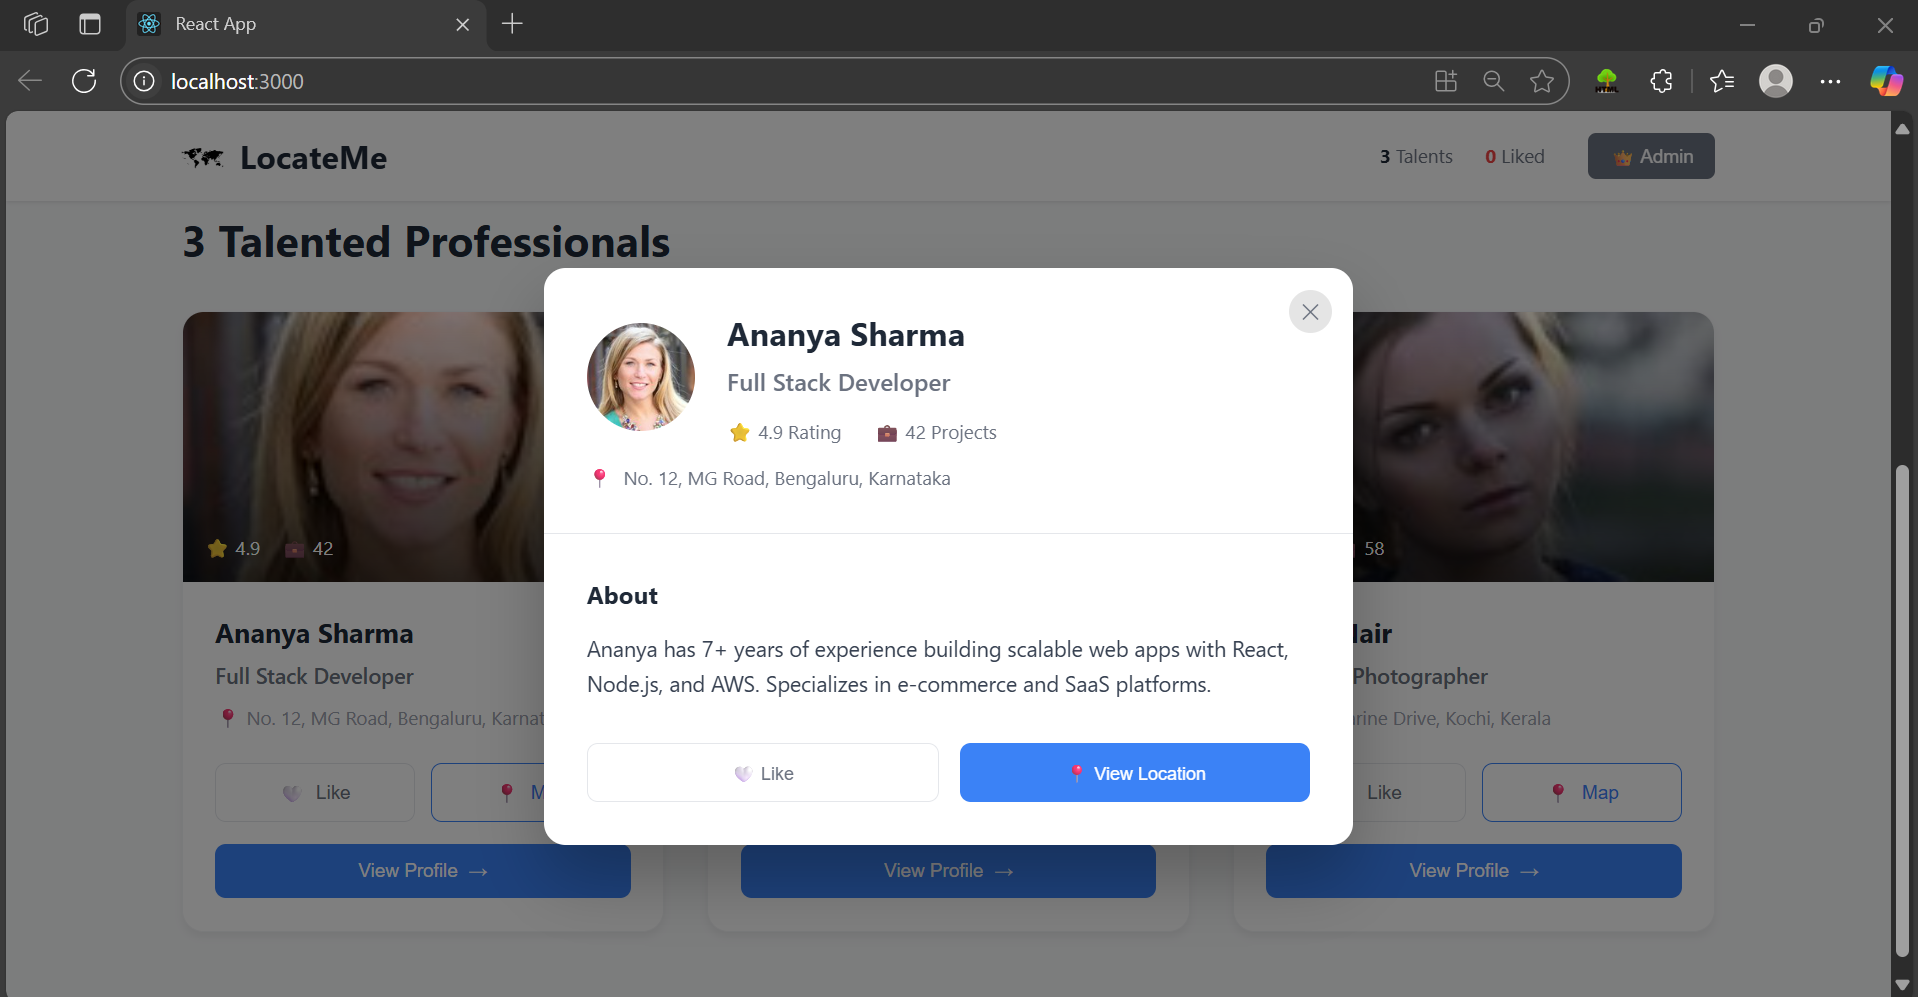 React App
localhost:3000
HTML
LocateMe
3 Talents
0 Liked
Admin
3 Talented Professionals
Ananya Sharma
Full Stack Developer
4.9 Rating
42 Projects
No. 12, MG Road, Bengaluru, Karnataka
About
Ananya has 7+ years of experience building scalable web apps with React,
Node.js, and AWS. Specializes in e-commerce and SaaS platforms.
Like
View Location
4.9
42
Ananya Sharma
Full Stack Developer
No. 12, MG Road, Bengaluru, Karnat
Like
M
View Profile →
View Profile →
58
Photographer
Drive, Kochi, Kerala
Like
Map
View Profile →